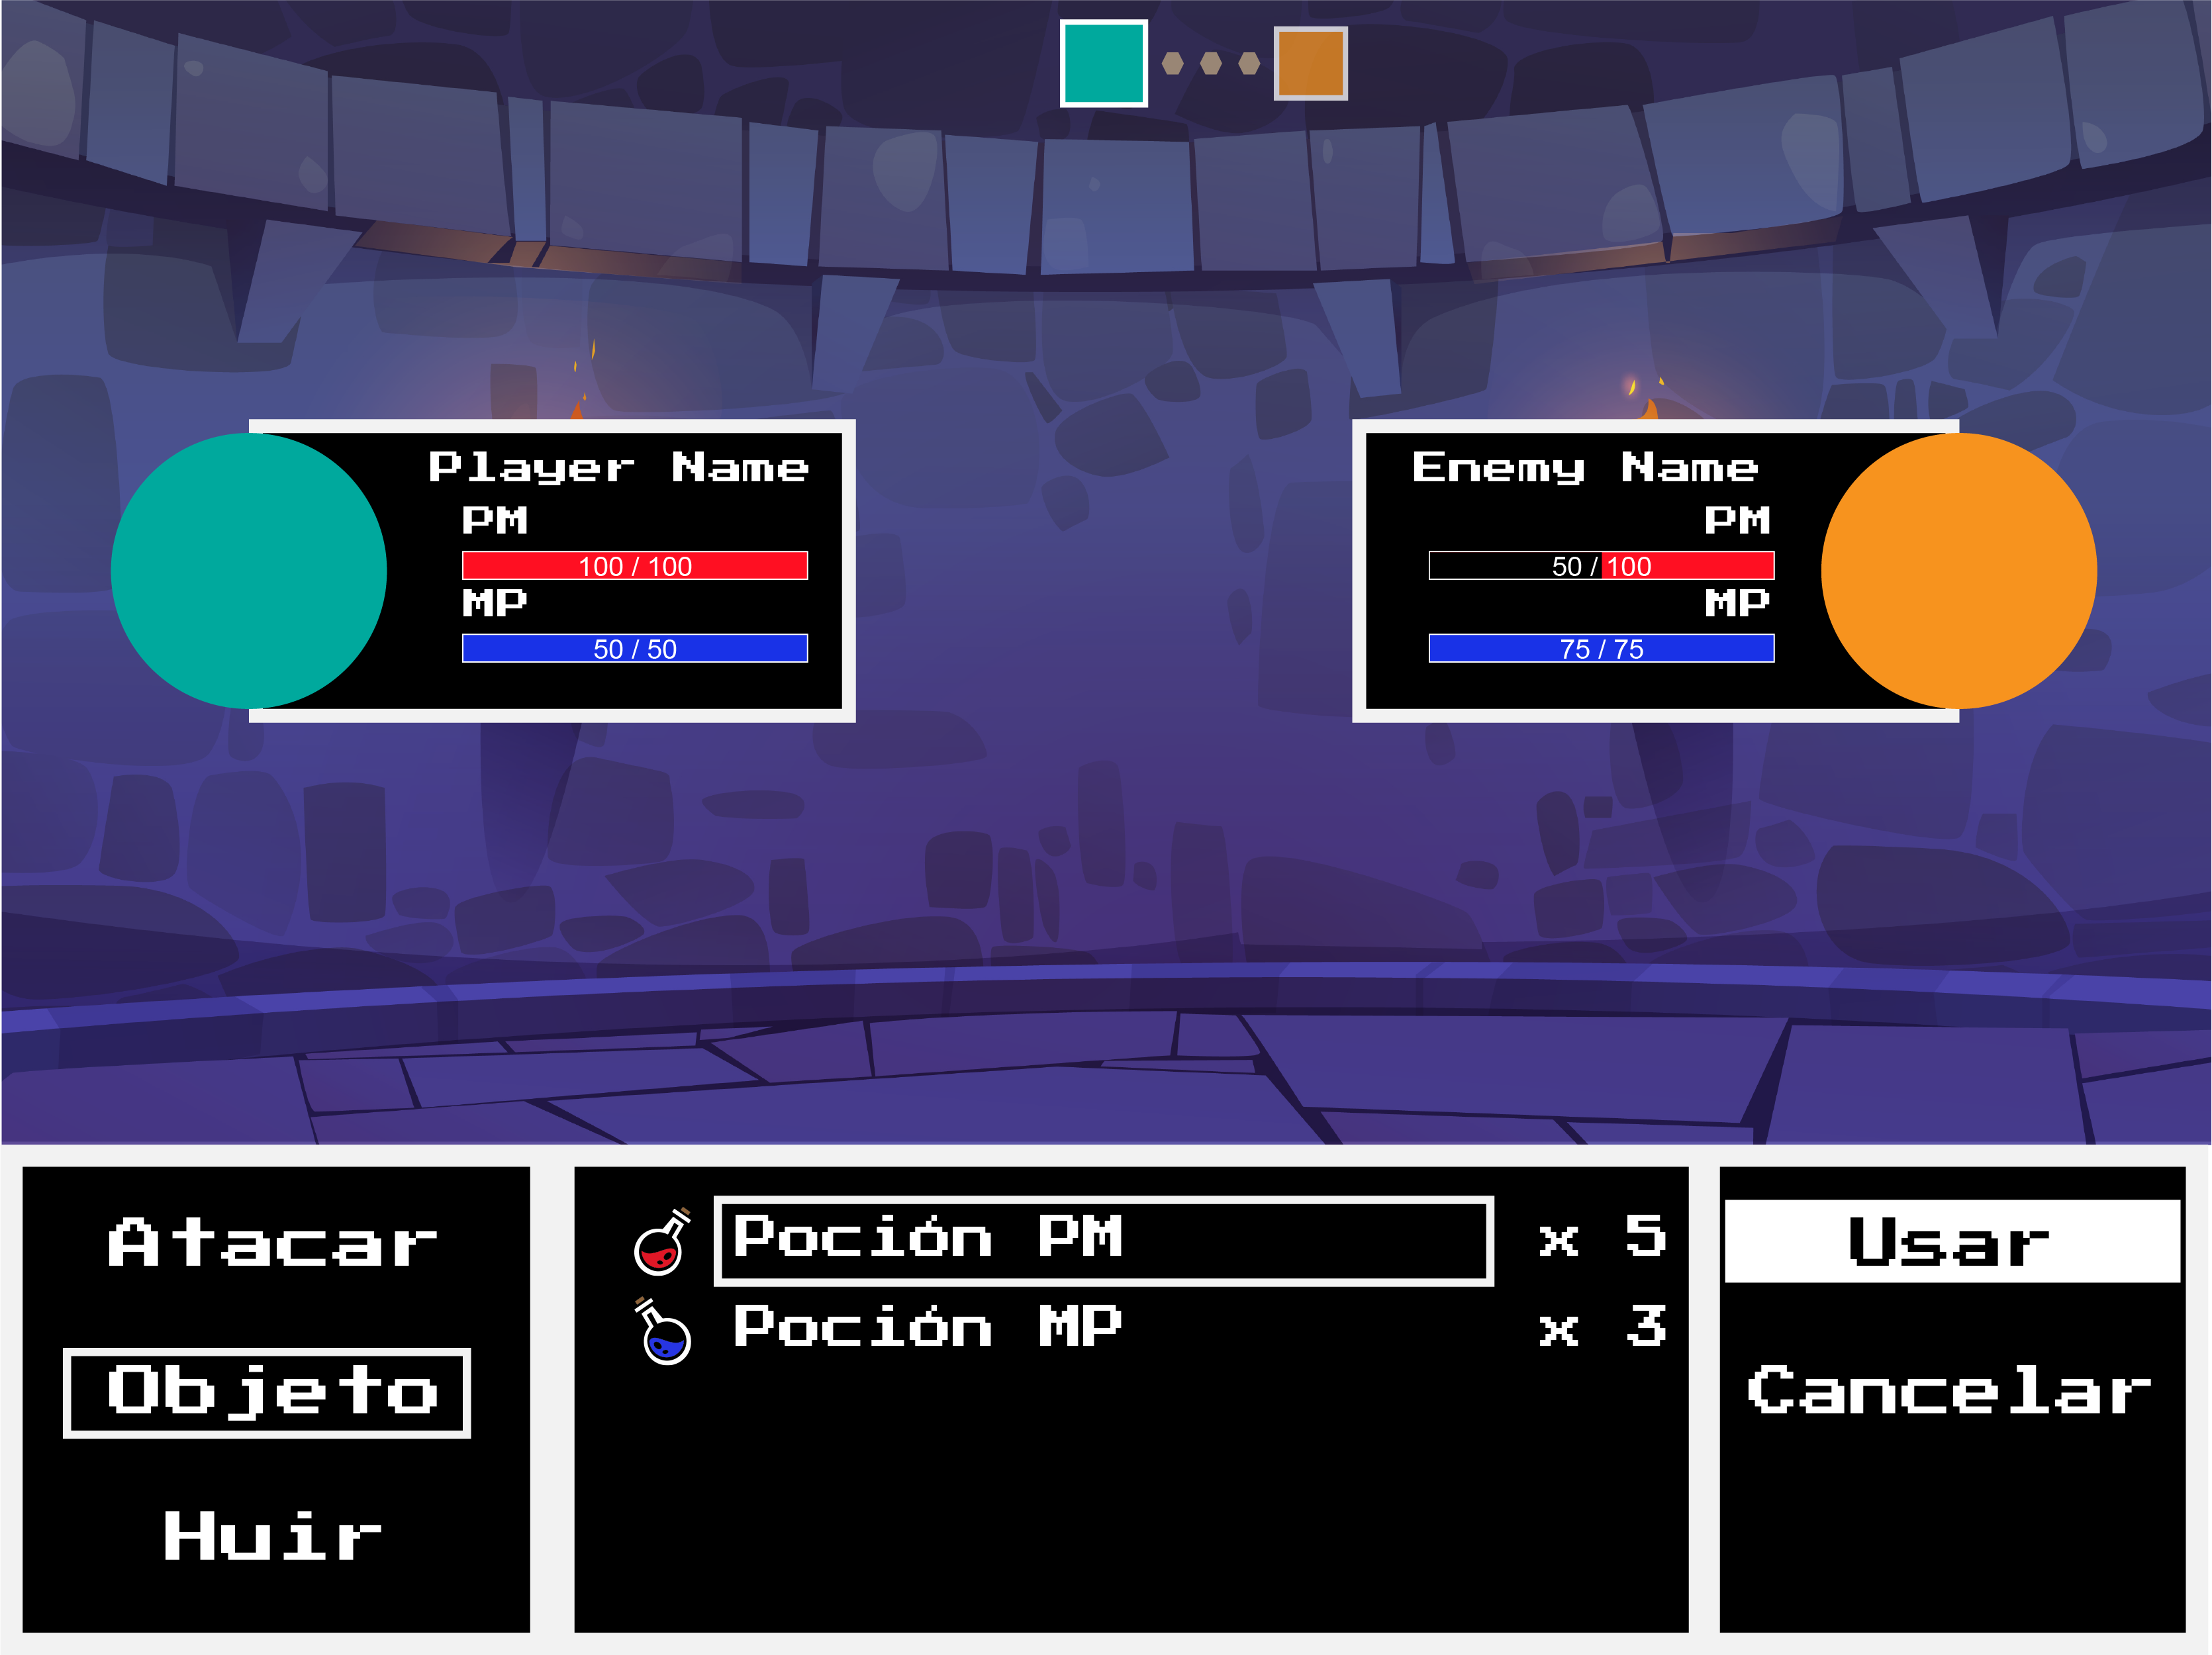 Player Name
PM
100 / 100
MP
50 / 50
Enemy Name
PM
50 / 100
MP
75 / 75
Atacar
Objeto
Huir
Poción PM x 5
Poción MP x 3
Usar
Cancelar